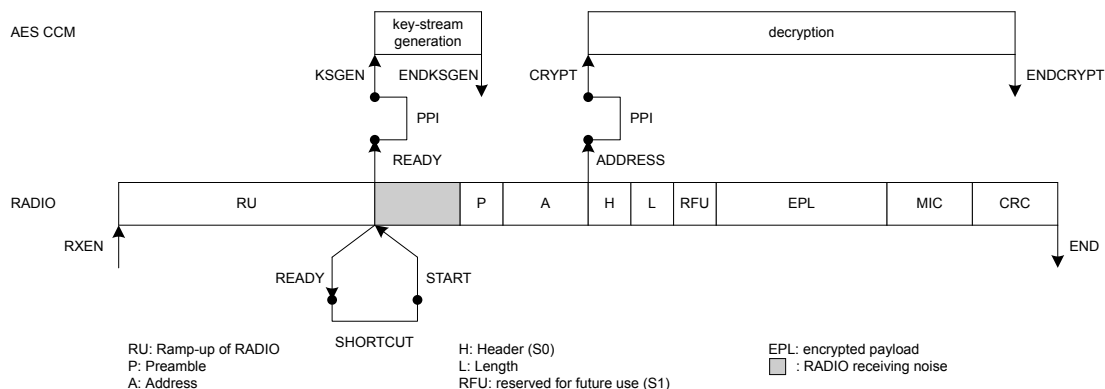 AES CCM
key-stream
generation
decryption
KSGEN
ENDKSGEN
CRYPT
ENDCRYPT
PPI
PPI
READY
ADDRESS
RADIO
RU
P
A
H
L
RFU
EPL
MIC
CRC
RXEN
END
READY
START
SHORTCUT
RU: Ramp-up of RADIO
P: Preamble
A: Address
H: Header (S0)
L: Length
RFU: reserved for future use (S1)
EPL: encrypted payload
: RADIO receiving noise